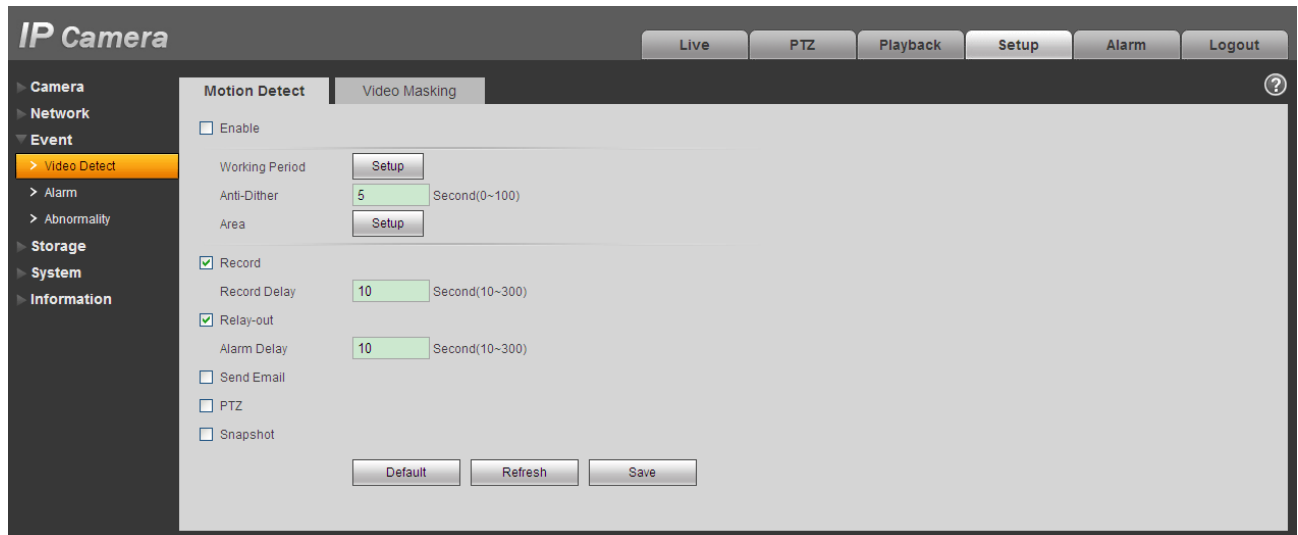 IP Camera
Live PTZ Playback Setup Alarm Logout
Camera
Network
Event
> Video Detect
> Alarm
> Abnormality
Storage
System
Information
Motion Detect Video Masking ?
Enable
Working Period Setup
Anti-Dither 5 Second(0~100)
Area Setup
Record
Record Delay 10 Second(10~300)
Relay-out
Alarm Delay 10 Second(10~300)
Send Email
PTZ
Snapshot
Default Refresh Save